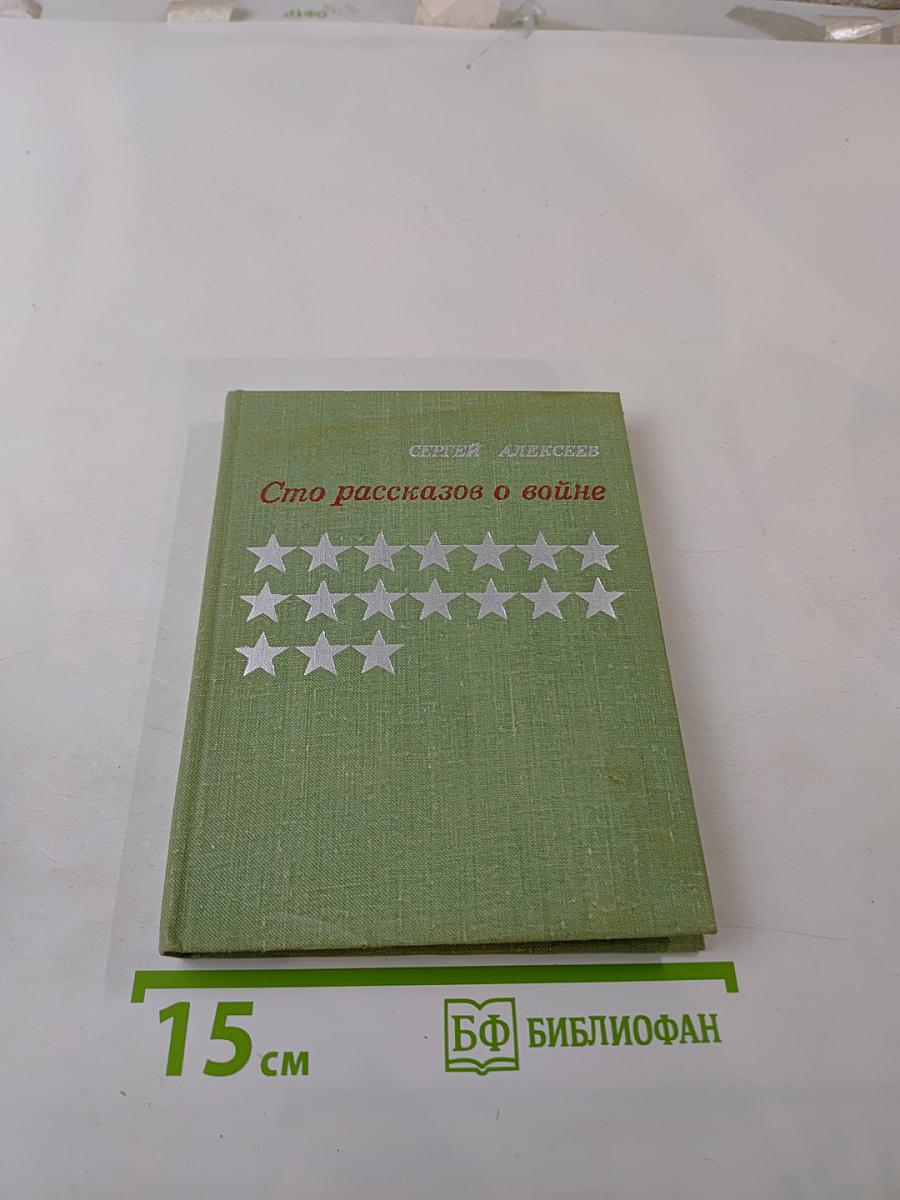 СЕРГЕЙ АЛЕКСЕЕВ
Сто рассказов о войне
15 см
БФ БИБЛИОФАН